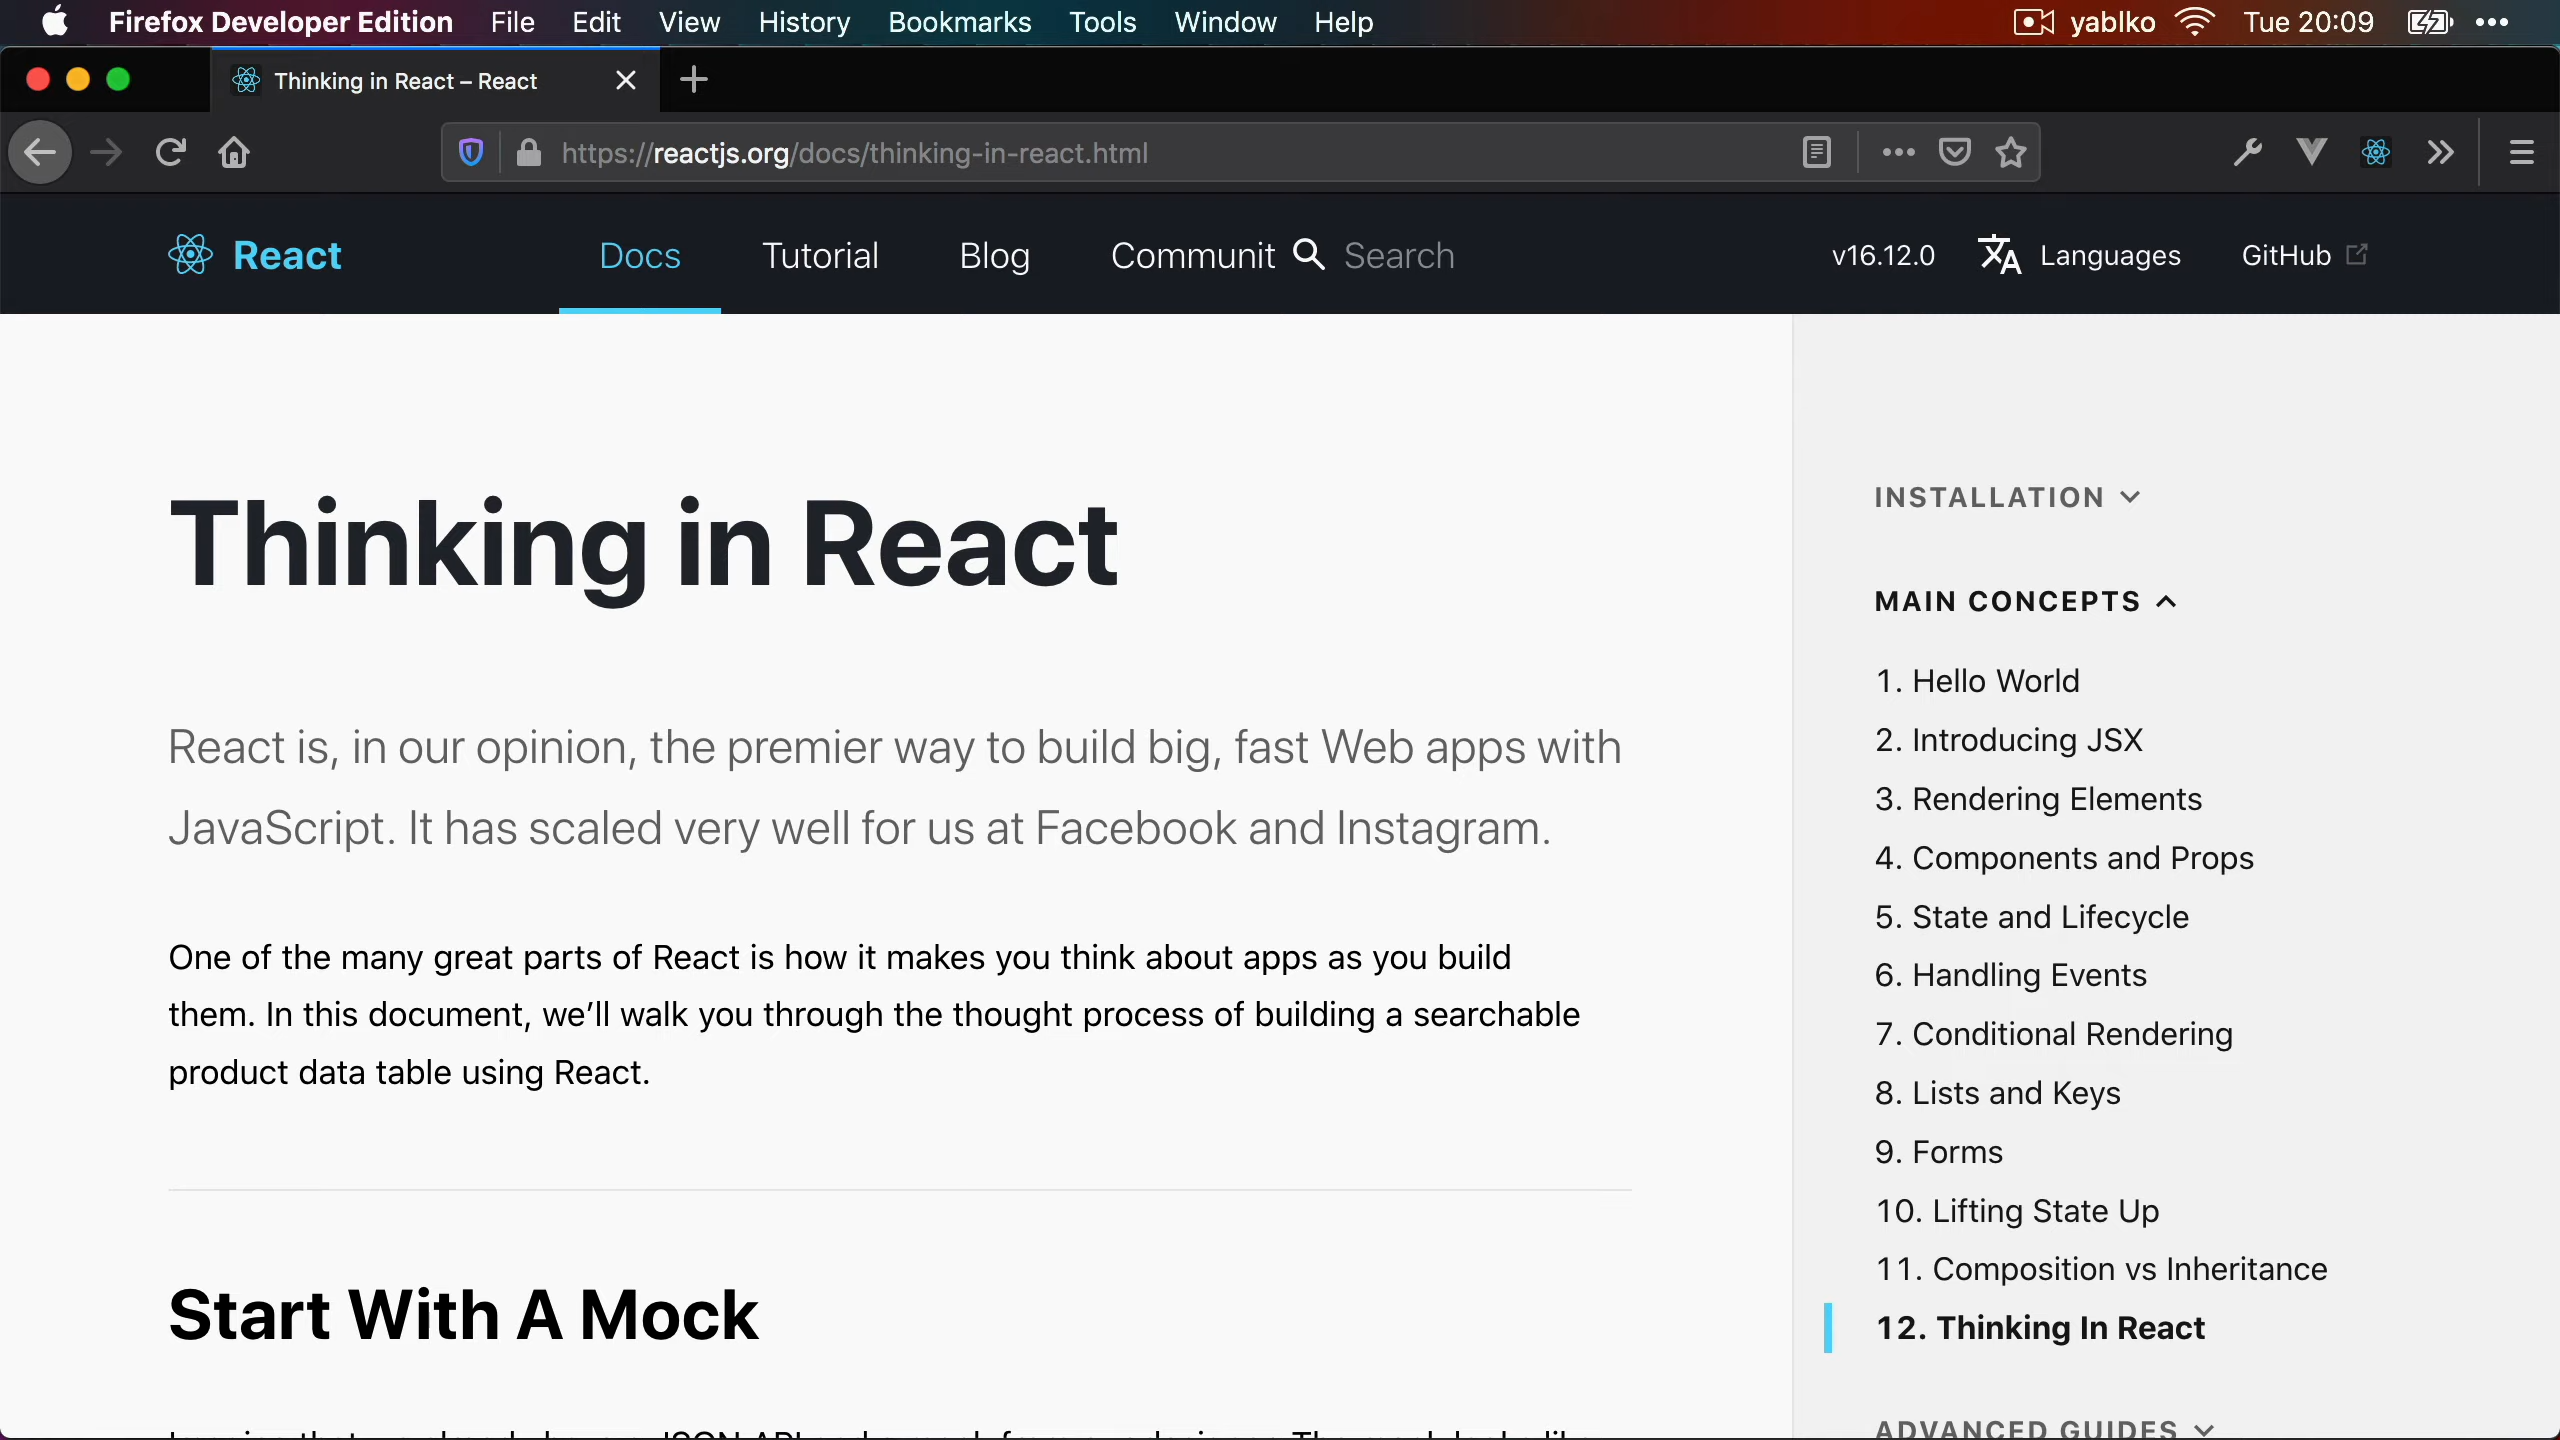 Firefox Developer Edition File Edit View History Bookmarks Tools Window Help yablko Tue 20:09
Thinking in React – React
https://reactjs.org/docs/thinking-in-react.html
React Docs Tutorial Blog Communit Search v16.12.0 Languages GitHub
Thinking in React
React is, in our opinion, the premier way to build big, fast Web apps with
JavaScript. It has scaled very well for us at Facebook and Instagram.
One of the many great parts of React is how it makes you think about apps as you build
them. In this document, we’ll walk you through the thought process of building a searchable
product data table using React.
Start With A Mock
INSTALLATION
MAIN CONCEPTS
1. Hello World
2. Introducing JSX
3. Rendering Elements
4. Components and Props
5. State and Lifecycle
6. Handling Events
7. Conditional Rendering
8. Lists and Keys
9. Forms
10. Lifting State Up
11. Composition vs Inheritance
12. Thinking In React
ADVANCED GUIDES